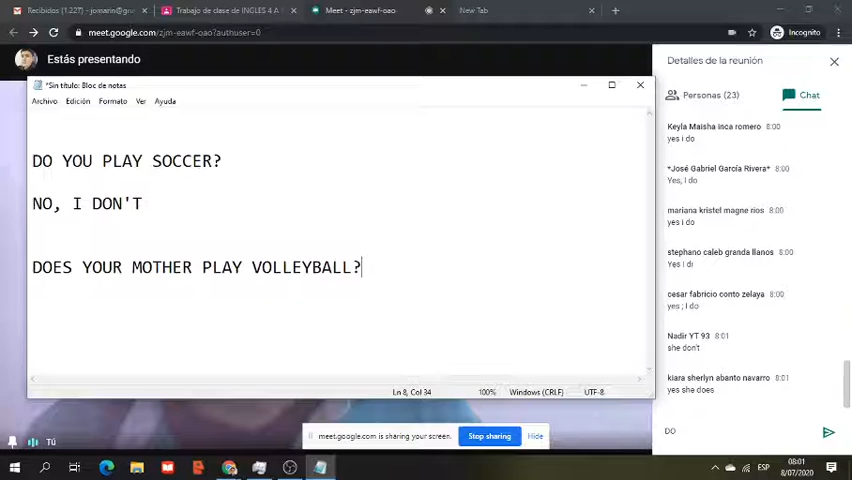 Recibidos (1.227) - jomarin@gm
Trabajo de clase de INGLES 4 A
Meet - zjm-eawf-oao
New Tab
meet.google.com/zjm-eawf-oao?authuser=0
Incognito
Estás presentando
*Sin título: Bloc de notas
Archivo Edición Formato Ver Ayuda
DO YOU PLAY SOCCER?
NO, I DON'T
DOES YOUR MOTHER PLAY VOLLEYBALL?
Ln 8, Col 34 100% Windows (CRLF) UTF-8
Tú
meet.google.com is sharing your screen. Stop sharing Hide
Detalles de la reunión
Personas (23) Chat
Keyla Maisha Inca romero 8:00
yes i do
*José Gabriel García Rivera* 8:00
Yes, I do
mariana kristel magne rios 8:00
yes I do
stephano caleb granda llanos 8:00
Yes I dr
cesar fabricio conto zelaya 8:00
yes ; I do
Nadir YT 93 8:01
she don't
kiara sherlyn abanto navarro 8:01
yes she does
DO
ESP
08:01
8/07/2020